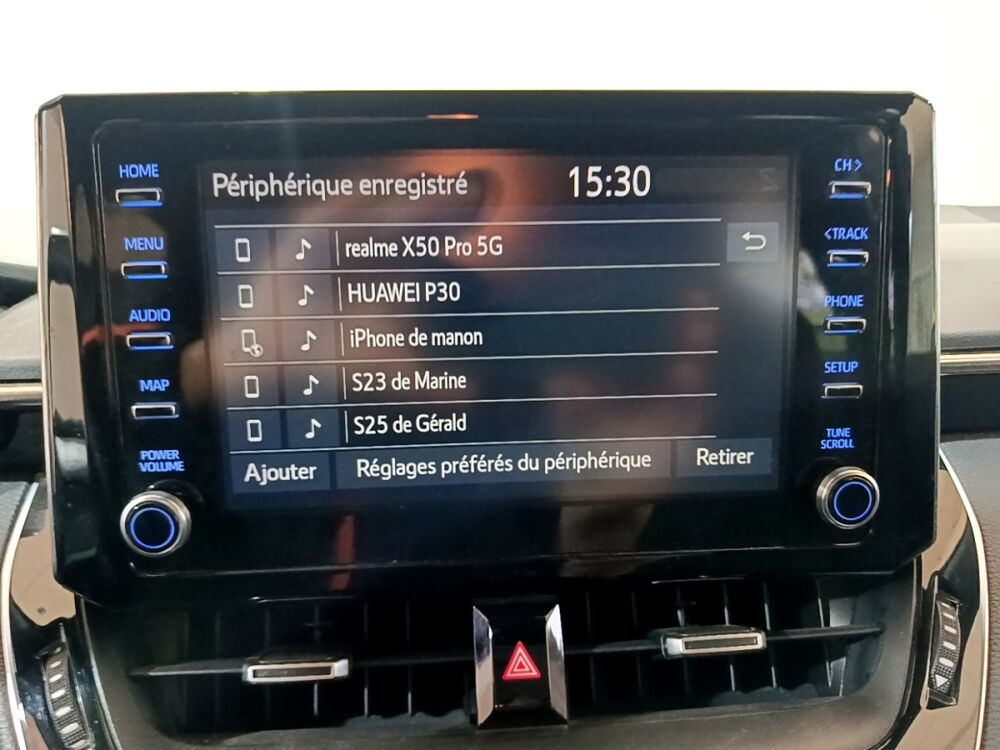 HOME
MENU
AUDIO
MAP
POWER
VOLUME
Périphérique enregistré
15:30
realme X50 Pro 5G
HUAWEI P30
iPhone de manon
S23 de Marine
S25 de Gérald
Ajouter
Réglages préférés du périphérique
Retirer
CH>
<TRACK
PHONE
SETUP
TUNE
SCROLL